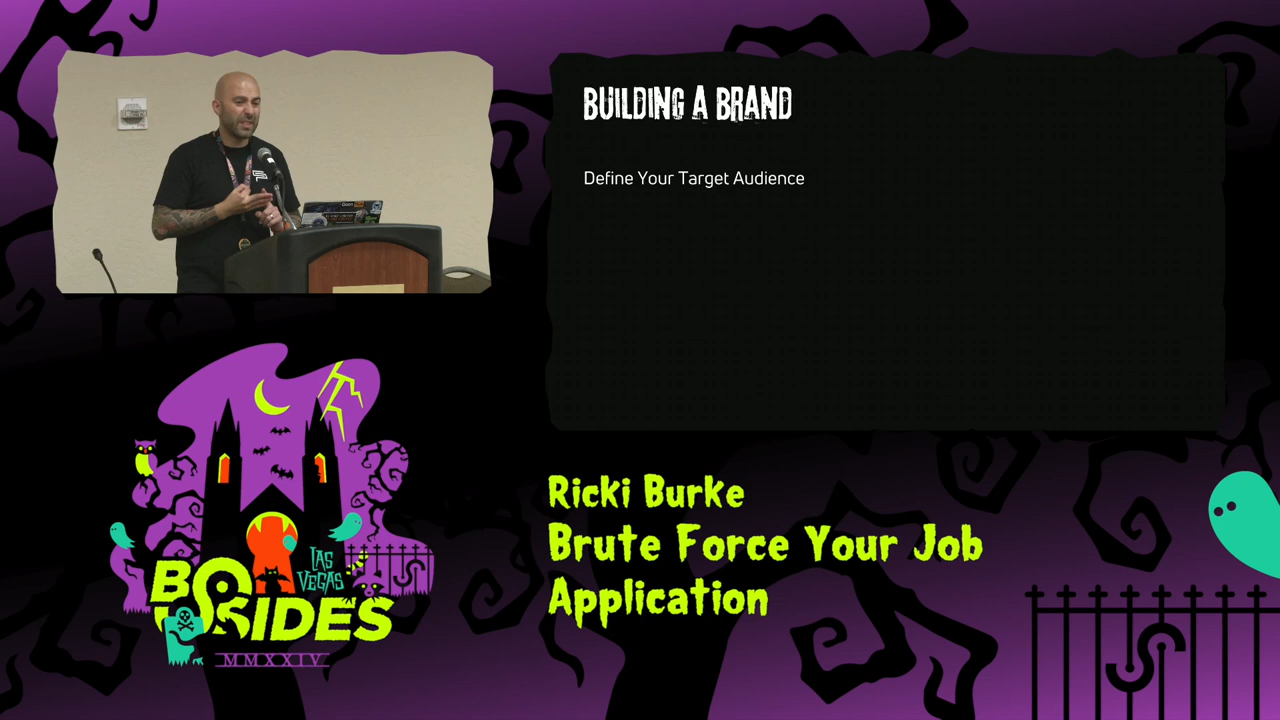 BUILDING A BRAND
Define Your Target Audience
Ricki Burke
Brute Force Your Job
Application
LAS
VEGAS
BSIDES
MMXXIV